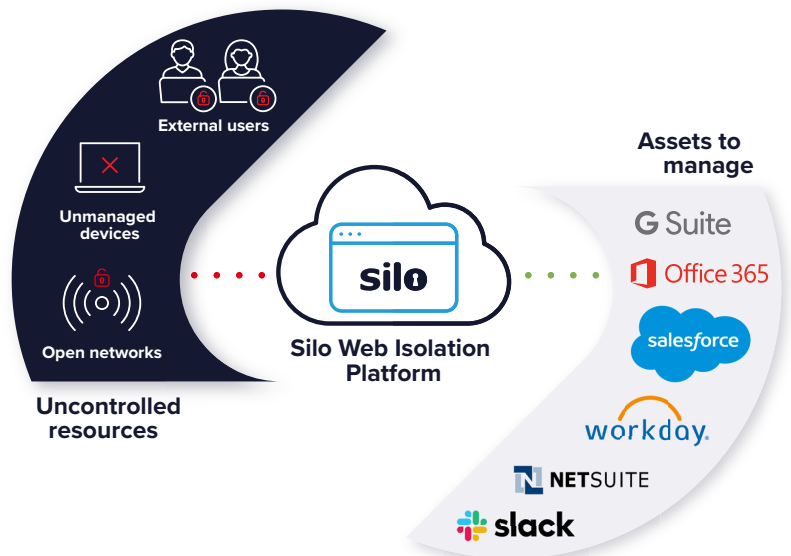 External users
Unmanaged
devices
Open networks
Uncontrolled
resources
silo
Silo Web Isolation
Platform
Assets to
manage
G Suite
Office 365
salesforce
workday.
N NETSUITE
slack